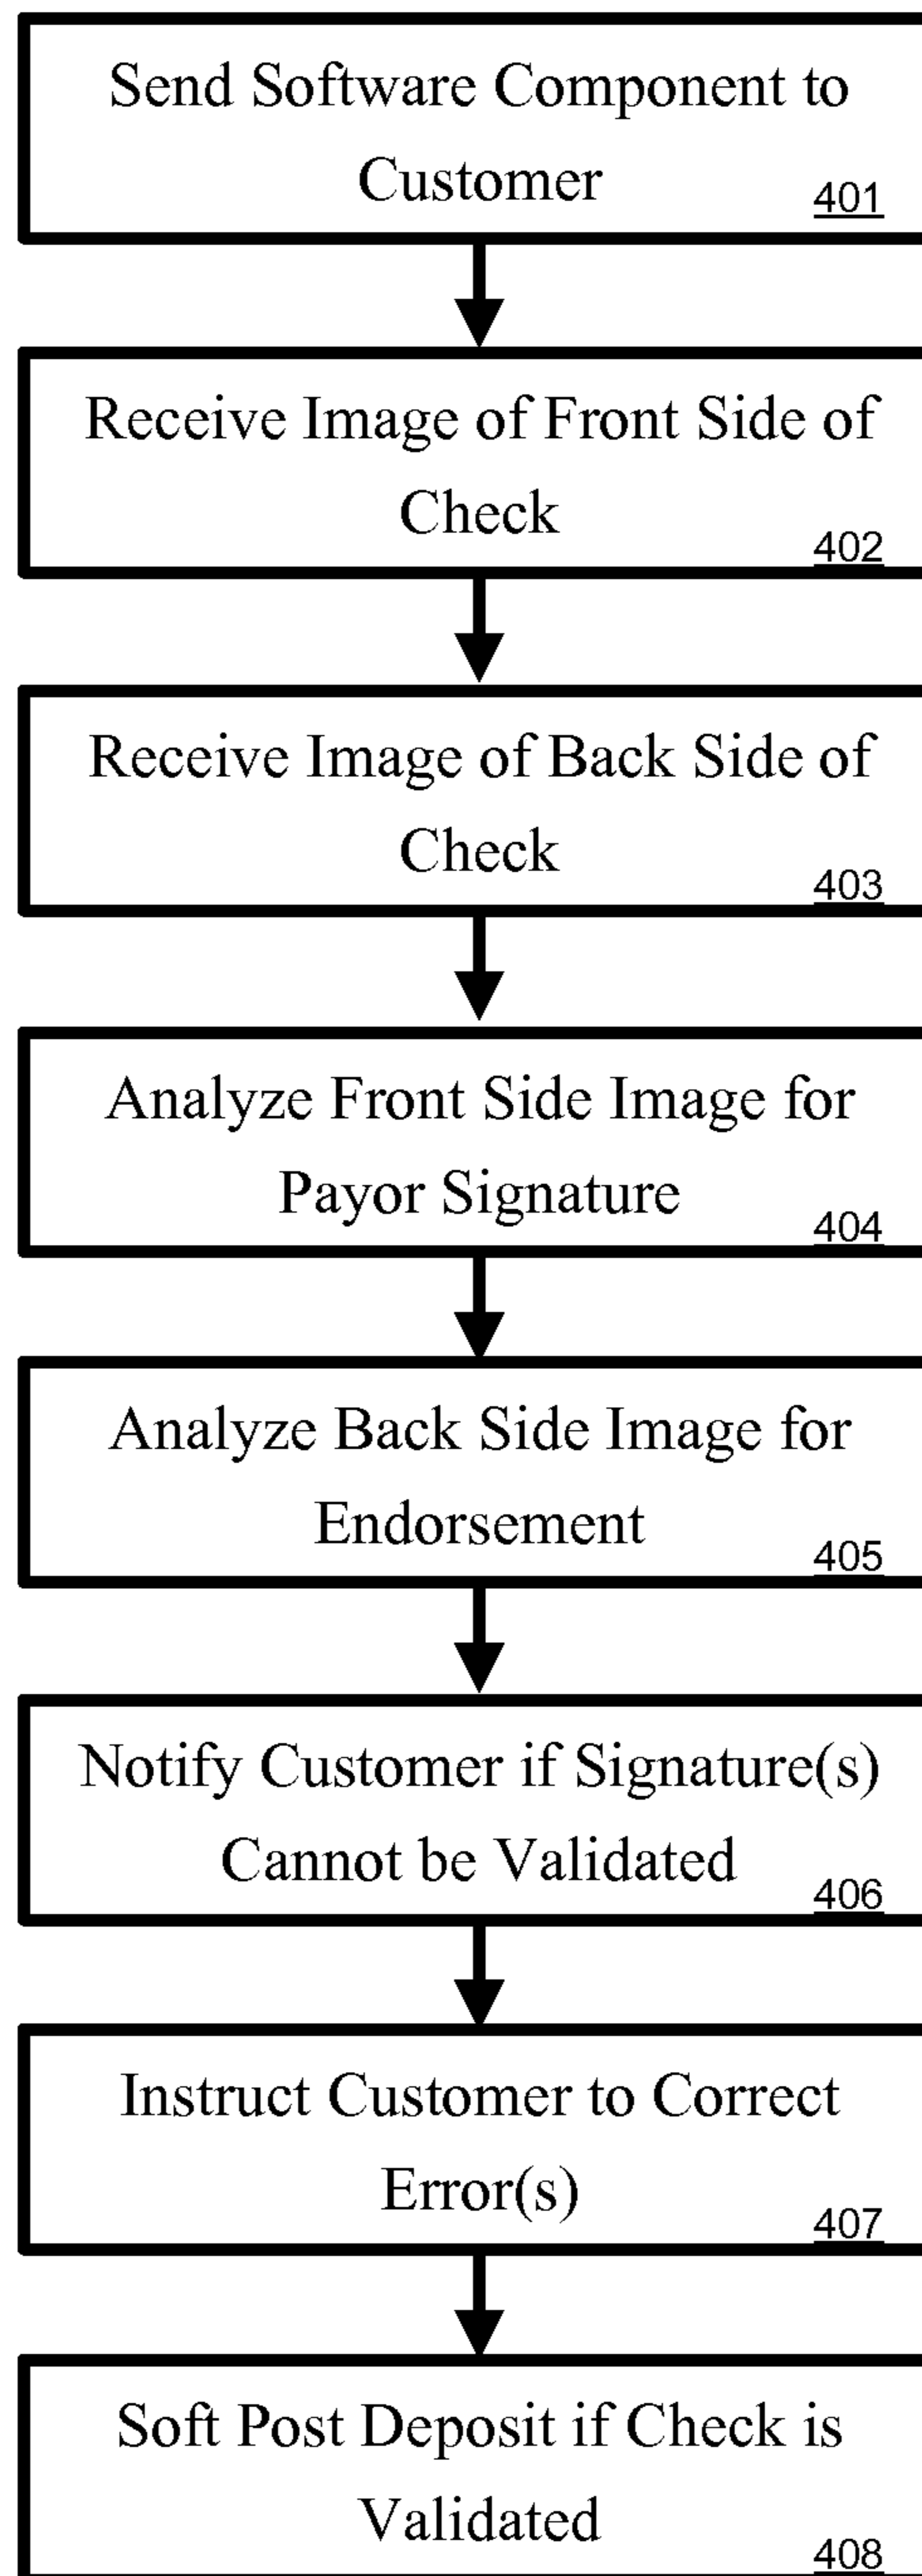 Send Software Component to
Customer
401
Receive Image of Front Side of
Check
402
Receive Image of Back Side of
Check
403
Analyze Front Side Image for
Payor Signature
404
Analyze Back Side Image for
Endorsement
405
Notify Customer if Signature(s)
Cannot be Validated
406
Instruct Customer to Correct
Error(s)
407
Soft Post Deposit if Check is
Validated
408